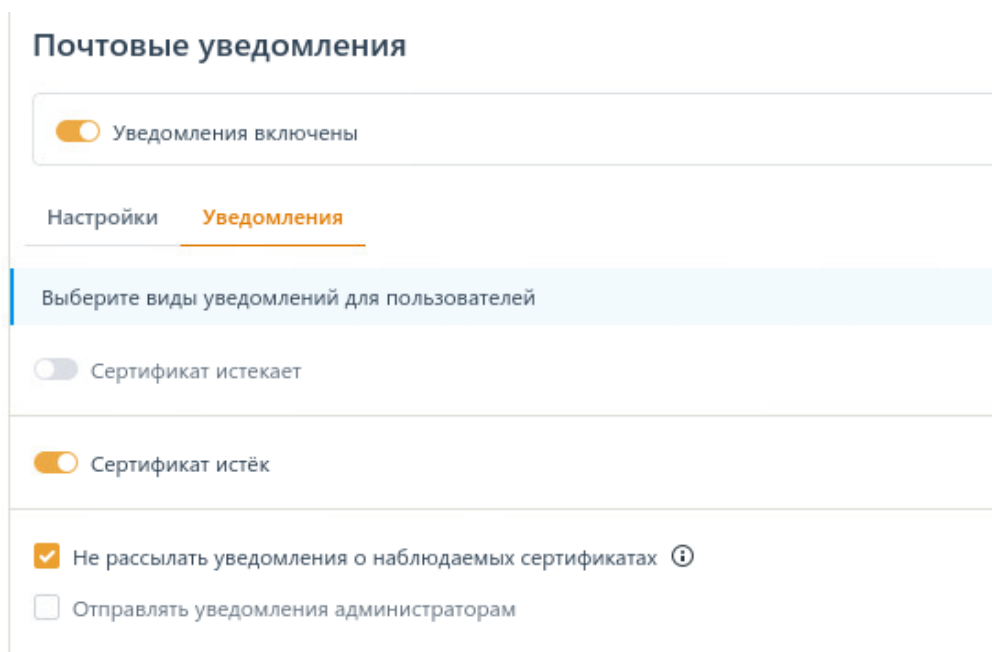 Почтовые уведомления
Уведомления включены
Настройки Уведомления
Выберите виды уведомлений для пользователей
Сертификат истекает
Сертификат истёк
Не рассылать уведомления о наблюдаемых сертификатах
Отправлять уведомления администраторам